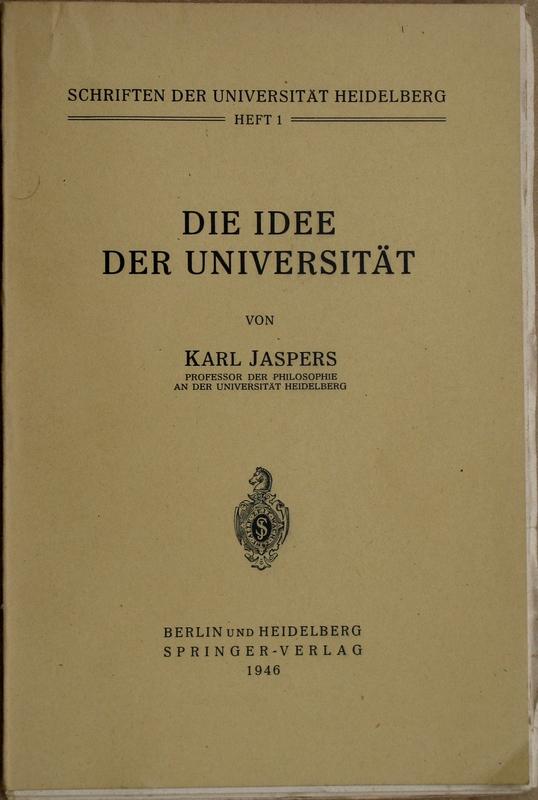 SCHRIFTEN DER UNIVERSITÄT HEIDELBERG
HEFT 1
DIE IDEE
DER UNIVERSITÄT
VON
KARL JASPERS
PROFESSOR DER PHILOSOPHIE
AN DER UNIVERSITÄT HEIDELBERG
BERLIN UND HEIDELBERG
SPRINGER-VERLAG
1946